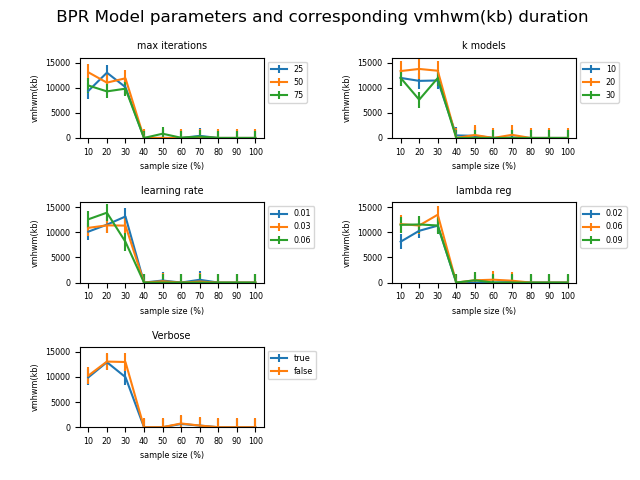 BPR Model parameters and corresponding vmhwm(kb) duration
max iterations
vmhwm(kb)
15000
10000
5000
0
10 20 30 40 50 60 70 80 90 100
sample size (%)
25
50
75
k models
vmhwm(kb)
15000
10000
5000
0
10 20 30 40 50 60 70 80 90 100
sample size (%)
10
20
30
learning rate
vmhwm(kb)
15000
10000
5000
0
10 20 30 40 50 60 70 80 90 100
sample size (%)
0.01
0.03
0.06
lambda reg
vmhwm(kb)
15000
10000
5000
0
10 20 30 40 50 60 70 80 90 100
sample size (%)
0.02
0.06
0.09
Verbose
vmhwm(kb)
15000
10000
5000
0
10 20 30 40 50 60 70 80 90 100
sample size (%)
true
false